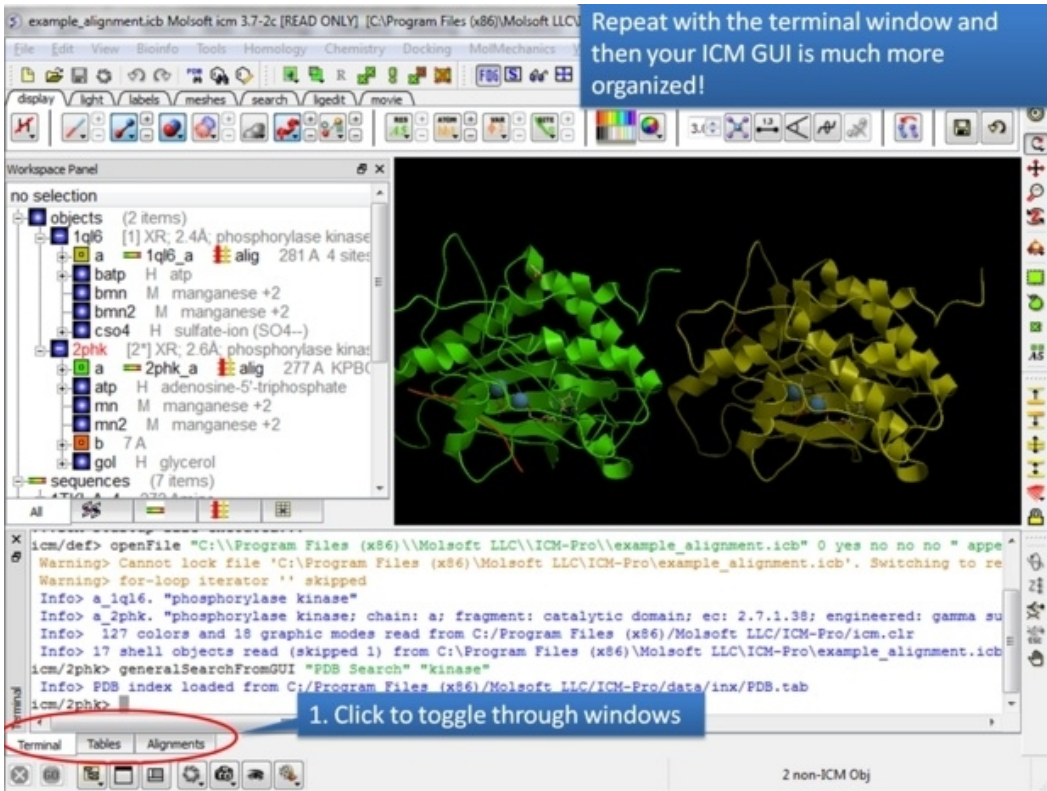 example_alignment.icb Molsoft icm 3.7-2c [READ ONLY] [C:\Program Files (x86)\Molsoft LLC\
Repeat with the terminal window and
then your ICM GUI is much more
organized!
File Edit View Bioinfo Tools Homology Chemistry Docking MolMechanics
display light labels meshes search ligedit movie
Workspace Panel
no selection
objects (2 items)
1ql6 [1] XR; 2.4Å; phosphorylase kinase
a 1ql6_a alig 281 A 4 sites
batp H atp
bmn M manganese +2
bmn2 M manganese +2
cso4 H sulfate-ion (SO4--)
2phk [2*] XR; 2.6Å; phosphorylase kinas
a 2phk_a alig 277 A KPB
atp H adenosine-5'-triphosphate
mn M manganese +2
mn2 M manganese +2
b 7 A
gol H glycerol
sequences (7 items)
All
icm/def> openFile "C:\\Program Files (x86)\\Molsoft LLC\\ICM-Pro\\example_alignment.icb" 0 yes no no no " appe
Warning> Cannot lock file 'C:\Program Files (x86)\Molsoft LLC\ICM-Pro\example_alignment.icb'. Switching to re
Warning> for-loop iterator '' skipped
Info> a_1ql6. "phosphorylase kinase"
Info> a_2phk. "phosphorylase kinase; chain: a; fragment: catalytic domain; ec: 2.7.1.38; engineered: gamma su
Info> 127 colors and 18 graphic modes read from C:/Program Files (x86)/Molsoft LLC/ICM-Pro/icm.clr
Info> 17 shell objects read (skipped 1) from C:\Program Files (x86)\Molsoft LLC\ICM-Pro\example_alignment.icb
icm/2phk> generalSearchFromGUI "PDB Search" "kinase"
Info> PDB index loaded from C:/Program Files (x86)/Molsoft LLC/ICM-Pro/data/inx/PDB.tab
icm/2phk>
Terminal
1. Click to toggle through windows
Terminal Tables Alignments
2 non-ICM Obj